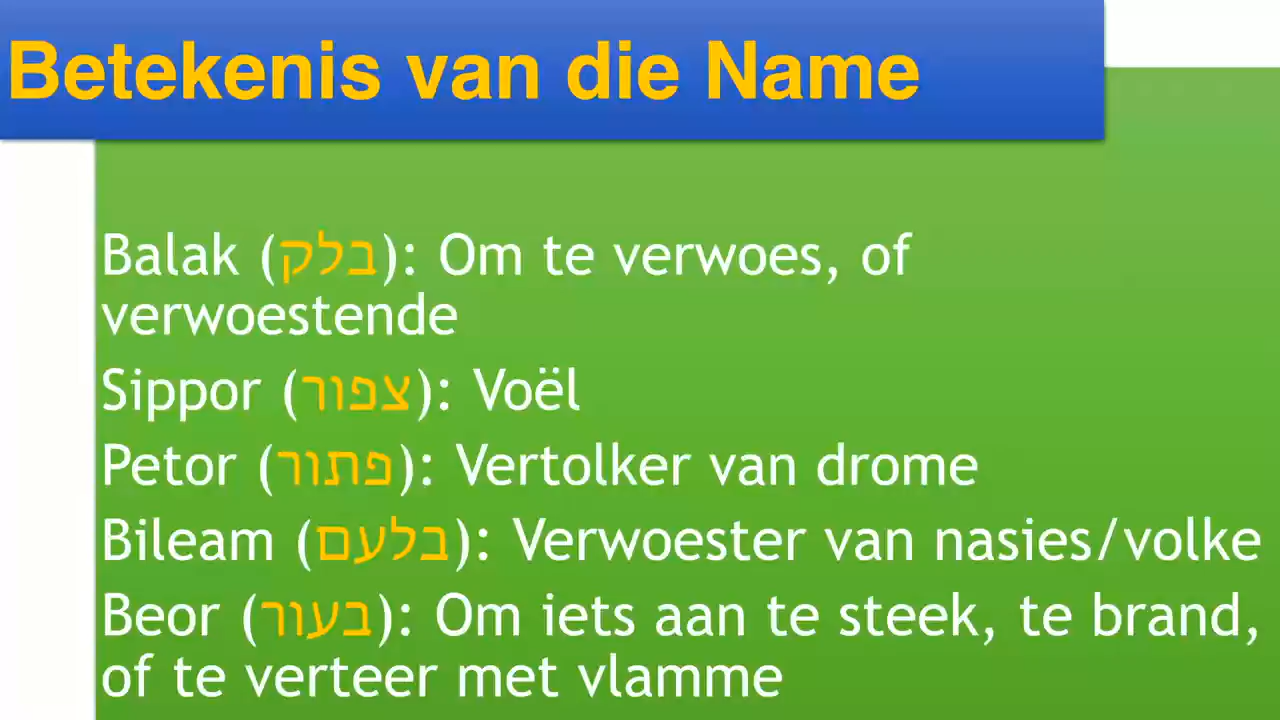 Betekenis van die Name
Balak (בלק): Om te verwoes, of
verwoestende
Sippor (צפור): Voël
Petor (פתור): Vertolker van drome
Bileam (בלעם): Verwoester van nasies/volke
Beor (בעור): Om iets aan te steek, te brand,
of te verteer met vlamme